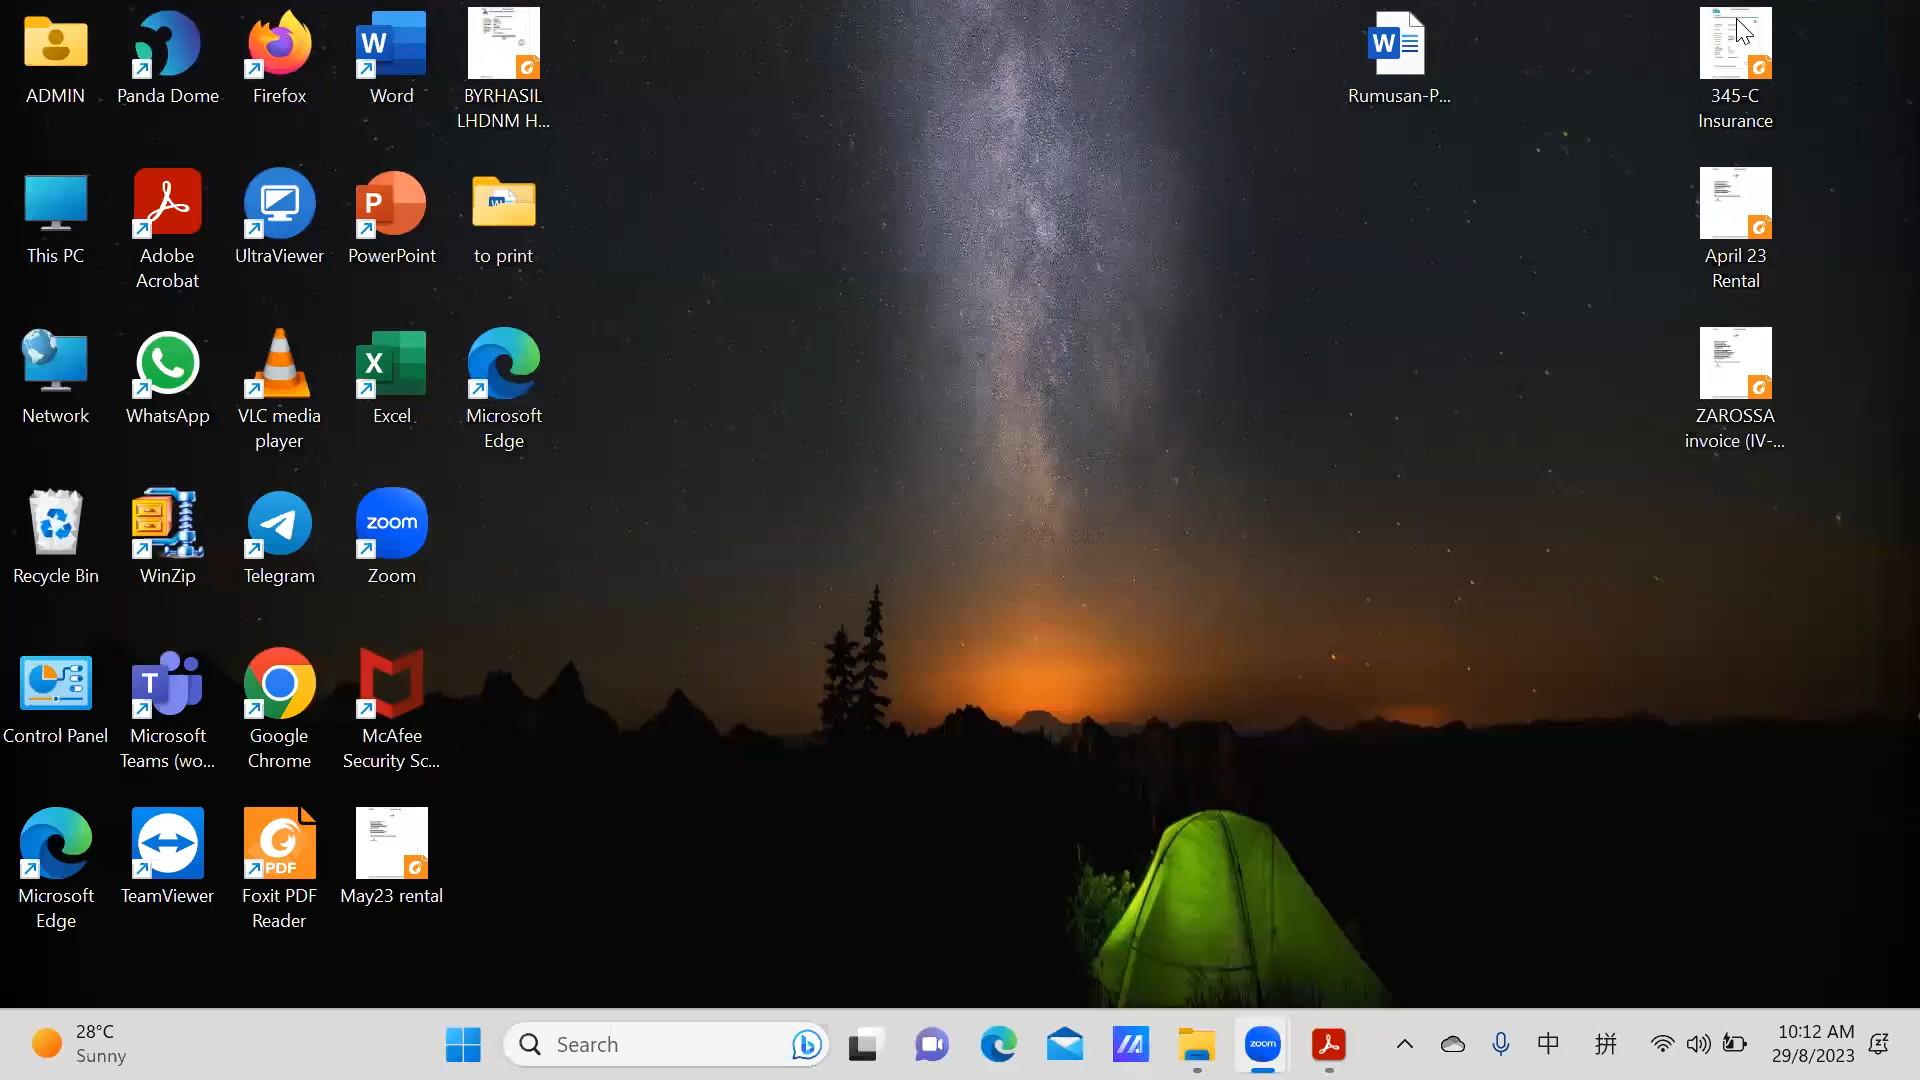 ADMIN
Panda Dome
Firefox
Word
BYRHASIL
LHDNM H...
Rumusan-P...
345-C
Insurance
This PC
Adobe
Acrobat
UltraViewer
PowerPoint
to print
April 23
Rental
Network
WhatsApp
VLC media
player
Excel
Microsoft
Edge
ZAROSSA
invoice (IV-...
zoom
Recycle Bin
WinZip
Telegram
Zoom
Control Panel
Microsoft
Teams (wo...
Google
Chrome
McAfee
Security Sc...
PDF
Microsoft
Edge
TeamViewer
Foxit PDF
Reader
May23 rental
28°C
Sunny
Search
zoom
中
拼
10:12 AM
29/8/2023